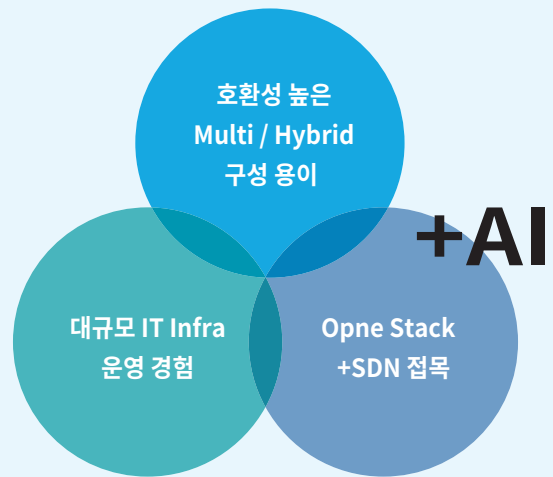 호환성 높은
Multi / Hybrid
구성 용이
+AI
대규모 IT Infra
운영 경험
Opne Stack
+SDN 접목